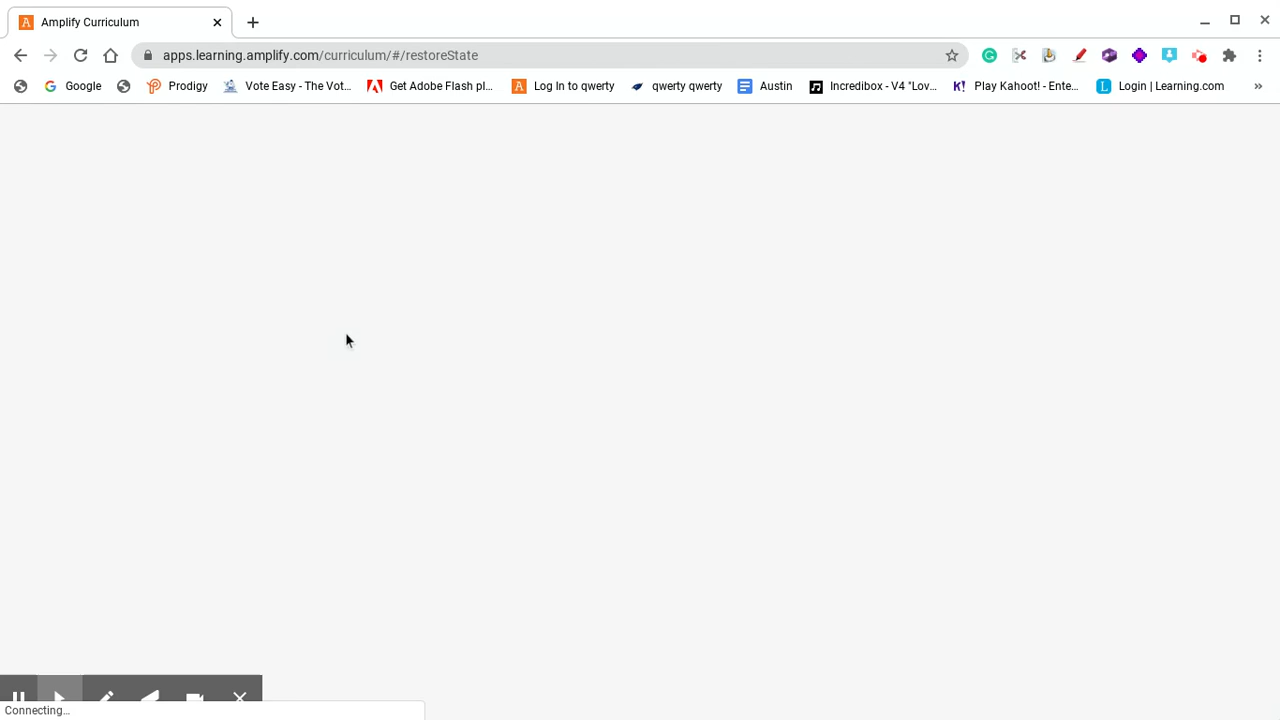 Amplify Curriculum
apps.learning.amplify.com/curriculum/#/restoreState
Google Prodigy Vote Easy - The Vot... Get Adobe Flash pl... Log In to qwerty qwerty qwerty Austin Incredibox - V4 "Lov... K! Play Kahoot! - Ente... L Login | Learning.com »
Connecting...